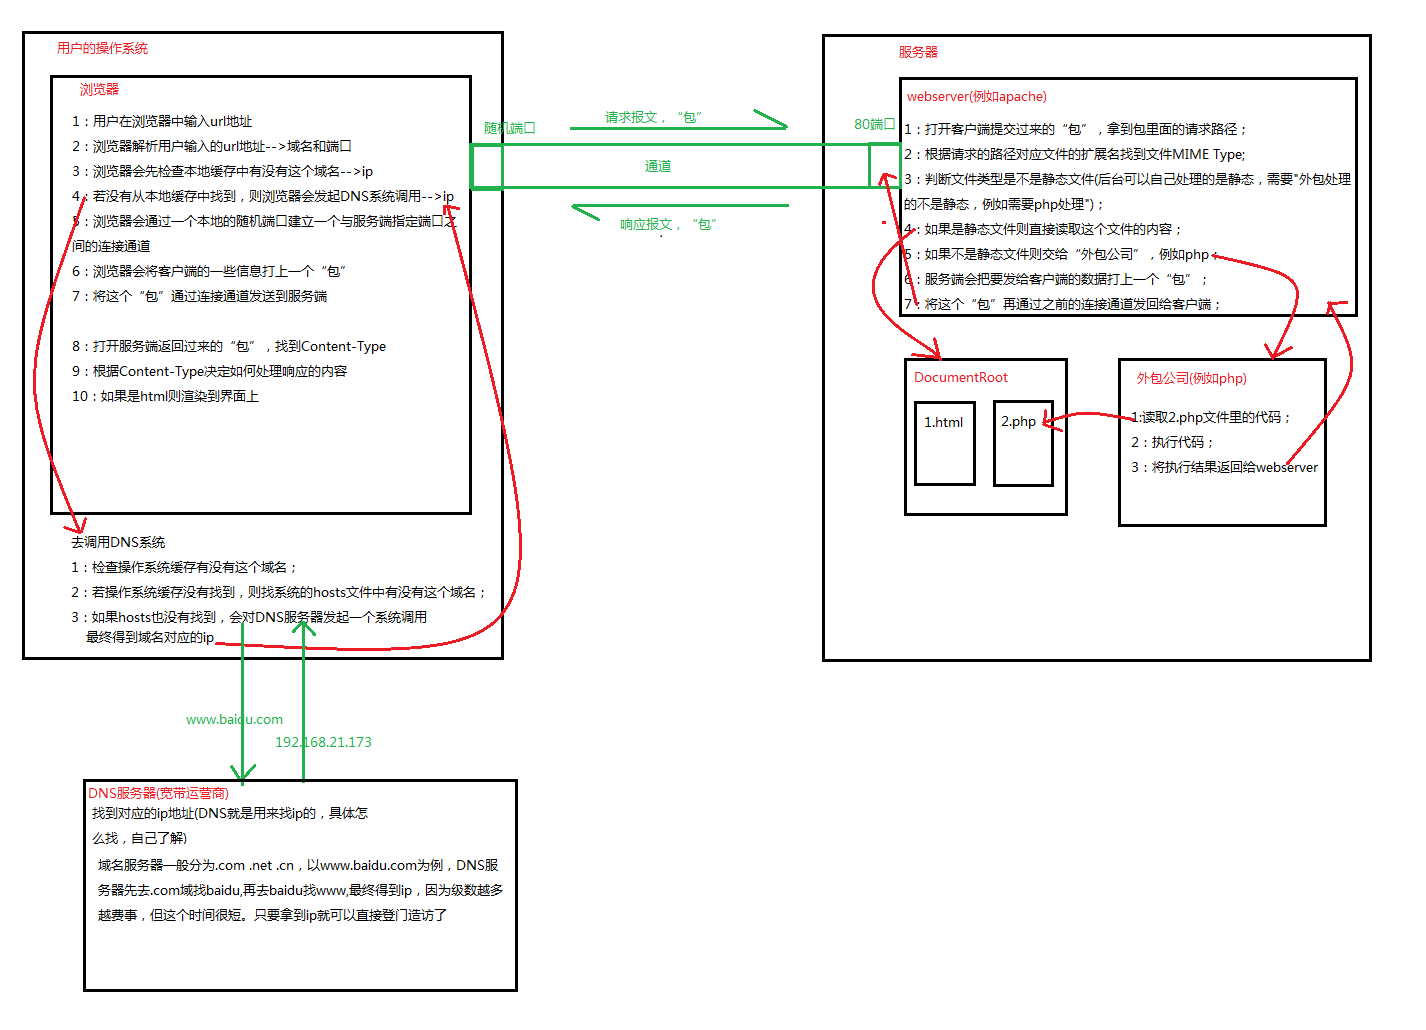 用户的操作系统
浏览器
1：用户在浏览器中输入url地址
2：浏览器解析用户输入的url地址-->域名和端口
3：浏览器会先检查本地缓存中有没有这个域名-->ip
4：若没有从本地缓存中找到，则浏览器会发起DNS系统调用-->ip
5：浏览器会通过一个本地的随机端口建立一个与服务端指定端口之
间的连接通道
6：浏览器会将客户端的一些信息打上一个“包”
7：将这个“包”通过连接通道发送到服务端
8：打开服务端返回过来的“包”，找到Content-Type
9：根据Content-Type决定如何处理响应的内容
10：如果是html则渲染到界面上
去调用DNS系统
1：检查操作系统缓存有没有这个域名；
2：若操作系统缓存没有找到，则找系统的hosts文件中有没有这个域名；
3：如果hosts也没有找到，会对DNS服务器发起一个系统调用
最终得到域名对应的ip
随机端口
请求报文，“包”
80端口
通道
响应报文，“包”
服务器
webserver(例如apache)
1：打开客户端提交过来的“包”，拿到包里面的请求路径；
2：根据请求的路径对应文件的扩展名找到文件MIME Type;
3：判断文件类型是不是静态文件(后台可以自己处理的是静态，需要"外包处理
的不是静态，例如需要php处理")；
4：如果是静态文件则直接读取这个文件的内容；
5：如果不是静态文件则交给“外包公司”，例如php；
6：服务端会把要发给客户端的数据打上一个“包”；
7：将这个“包”再通过之前的连接通道发回给客户端；
DocumentRoot
1.html
2.php
外包公司(例如php)
1:读取2.php文件里的代码；
2：执行代码；
3：将执行结果返回给webserver
www.baidu.com
192.168.21.173
DNS服务器(宽带运营商)
找到对应的ip地址(DNS就是用来找ip的，具体怎
么找，自己了解)
域名服务器一般分为.com .net .cn，以www.baidu.com为例，DNS服
务器先去.com域找baidu,再去baidu找www,最终得到ip，因为级数越多
越费事，但这个时间很短。只要拿到ip就可以直接登门造访了